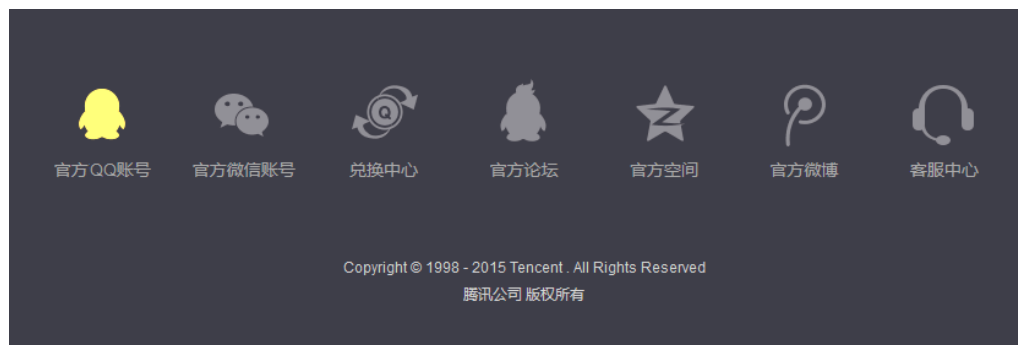 官方QQ账号 官方微信账号 兑换中心 官方论坛 官方空间 官方微博 客服中心
Copyright © 1998 - 2015 Tencent . All Rights Reserved
腾讯公司 版权所有